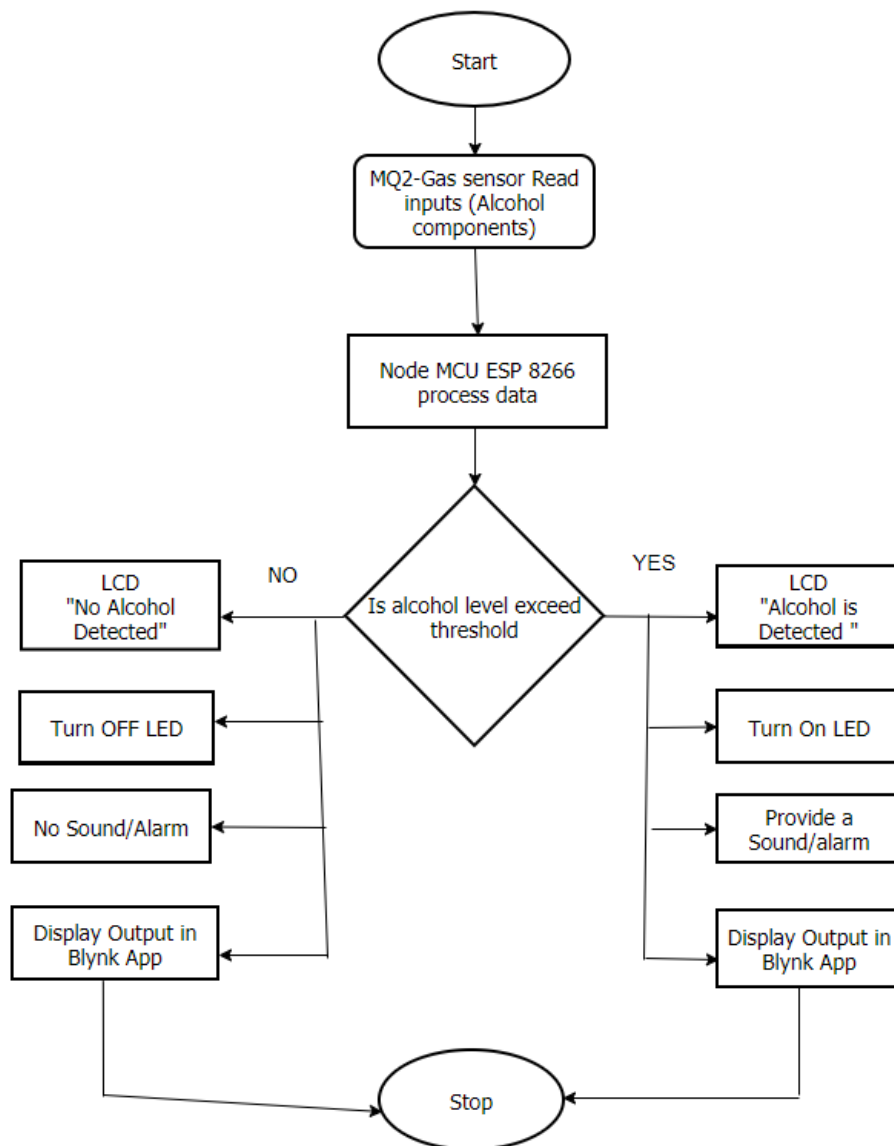 Start
MQ2-Gas sensor Read
inputs (Alcohol
components)
Node MCU ESP 8266
process data
Is alcohol level exceed
threshold
NO
YES
LCD
"No Alcohol
Detected"
Turn OFF LED
No Sound/Alarm
Display Output in
Blynk App
LCD
"Alcohol is
Detected "
Turn On LED
Provide a
Sound/alarm
Display Output in
Blynk App
Stop